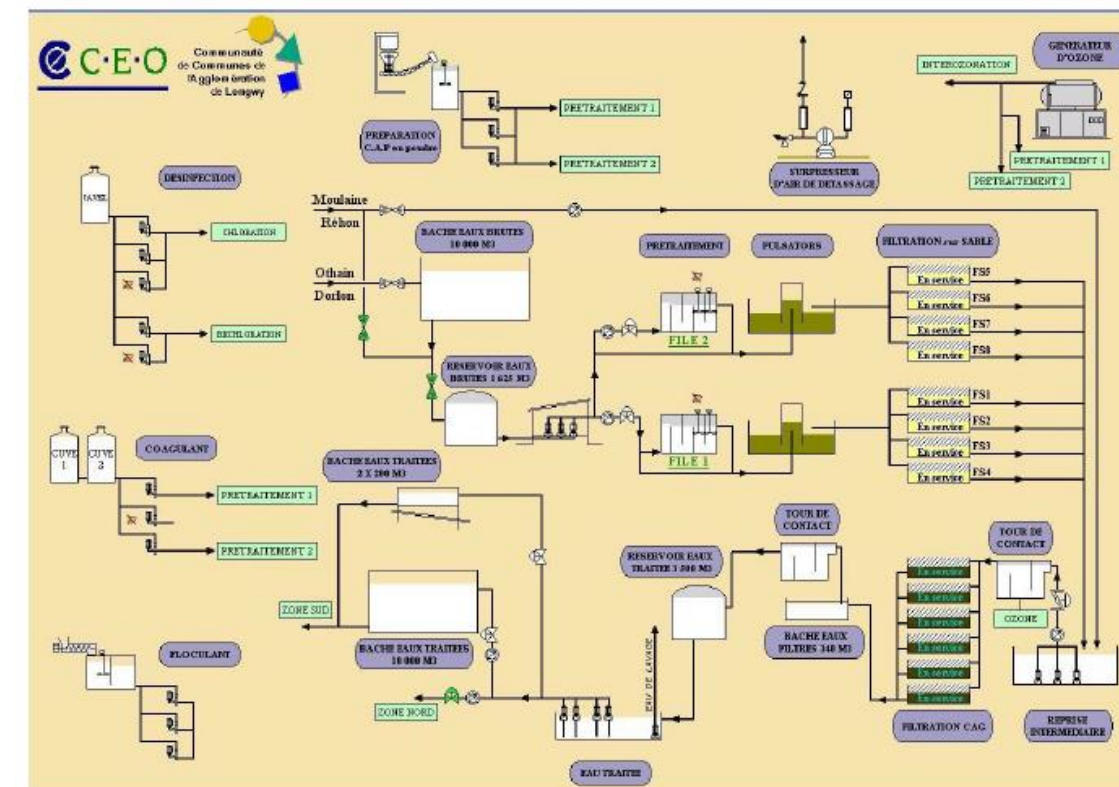 C·E·O
Communauté
de Communes de
l'Agglomération
de Longwy
PREPARATION
C.A.P en poudre
PRETRAITEMENT 1
PRETRAITEMENT 2
SURPRESSEUR
D'AIR DE DETASSAGE
GENERATEUR
D'OZONE
INTEROZONATION
PRETRAITEMENT 1
PRETRAITEMENT 2
DESINFECTION
JAVEL
CHLORATION
RECHLORATION
Moulaine
Réhon
Othain
Dorlon
BACHE EAUX BRUTES
10 000 M3
RESERVOIR EAUX
BRUTES 1 625 M3
PRETRAITEMENT
PULSATORS
FILTRATION sur SABLE
FILE 2
FILE 1
En service
FS5
En service
FS6
En service
FS7
En service
FS8
En service
FS1
En service
FS2
En service
FS3
En service
FS4
COAGULANT
CUVE
1
CUVE
2
PRETRAITEMENT 1
PRETRAITEMENT 2
FLOCULANT
BACHE EAUX TRAITEES
2 X 200 M3
ZONE SUD
BACHE EAUX TRAITEES
10 000 M3
ZONE NORD
EAU TRAITEE
EAU DE LAVAGE
RESERVOIR EAUX
TRAITEE 1 500 M3
TOUR DE
CONTACT
BACHE EAUX
FILTRES 340 M3
En service
En service
En service
En service
En service
En service
FILTRATION CAG
TOUR DE
CONTACT
OZONE
REPRISE
INTERMEDIAIRE